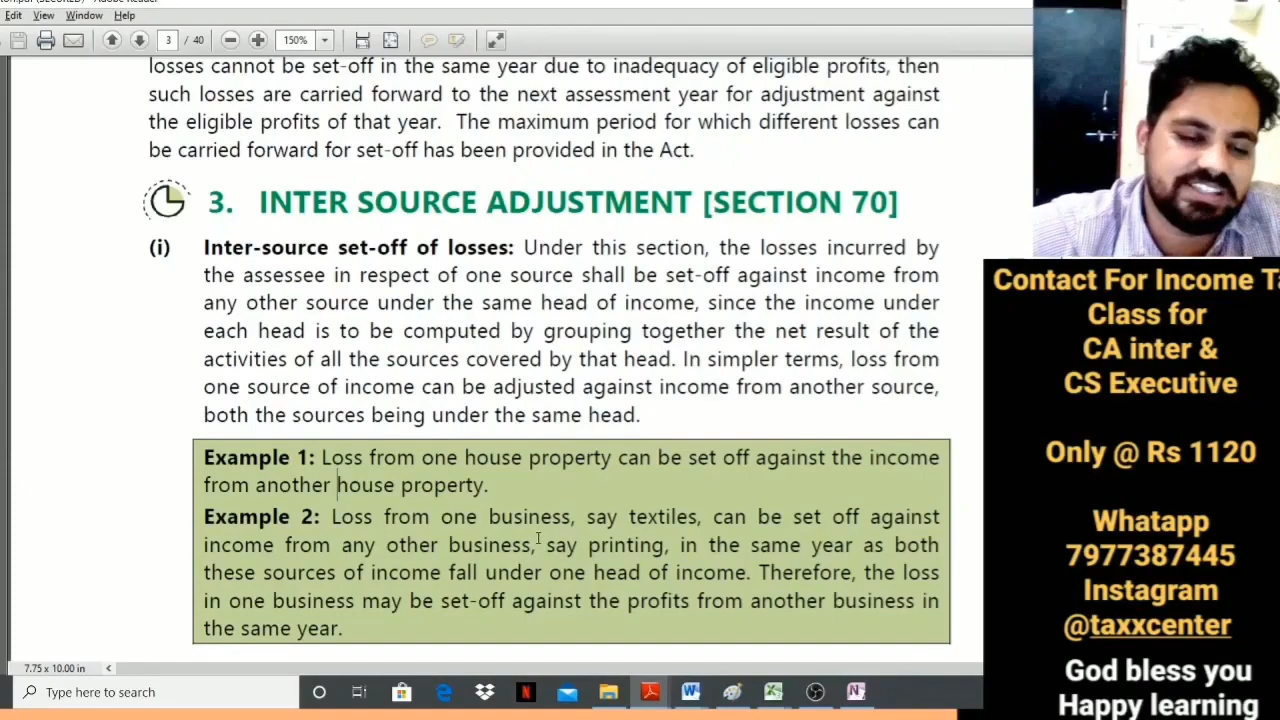 Edit View Window Help
3 / 40 150%
losses cannot be set-off in the same year due to inadequacy of eligible profits, then
such losses are carried forward to the next assessment year for adjustment against
the eligible profits of that year. The maximum period for which different losses can
be carried forward for set-off has been provided in the Act.
3. INTER SOURCE ADJUSTMENT [SECTION 70]
(i) Inter-source set-off of losses: Under this section, the losses incurred by
the assessee in respect of one source shall be set-off against income from
any other source under the same head of income, since the income under
each head is to be computed by grouping together the net result of the
activities of all the sources covered by that head. In simpler terms, loss from
one source of income can be adjusted against income from another source,
both the sources being under the same head.
Example 1: Loss from one house property can be set off against the income
from another house property.
Example 2: Loss from one business, say textiles, can be set off against
income from any other business, say printing, in the same year as both
these sources of income fall under one head of income. Therefore, the loss
in one business may be set-off against the profits from another business in
the same year.
7.75 x 10.00 in
Type here to search
Contact For Income Ta
Class for
CA inter &
CS Executive
Only @ Rs 1120
Whatapp
7977387445
Instagram
@taxxcenter
God bless you
Happy learning